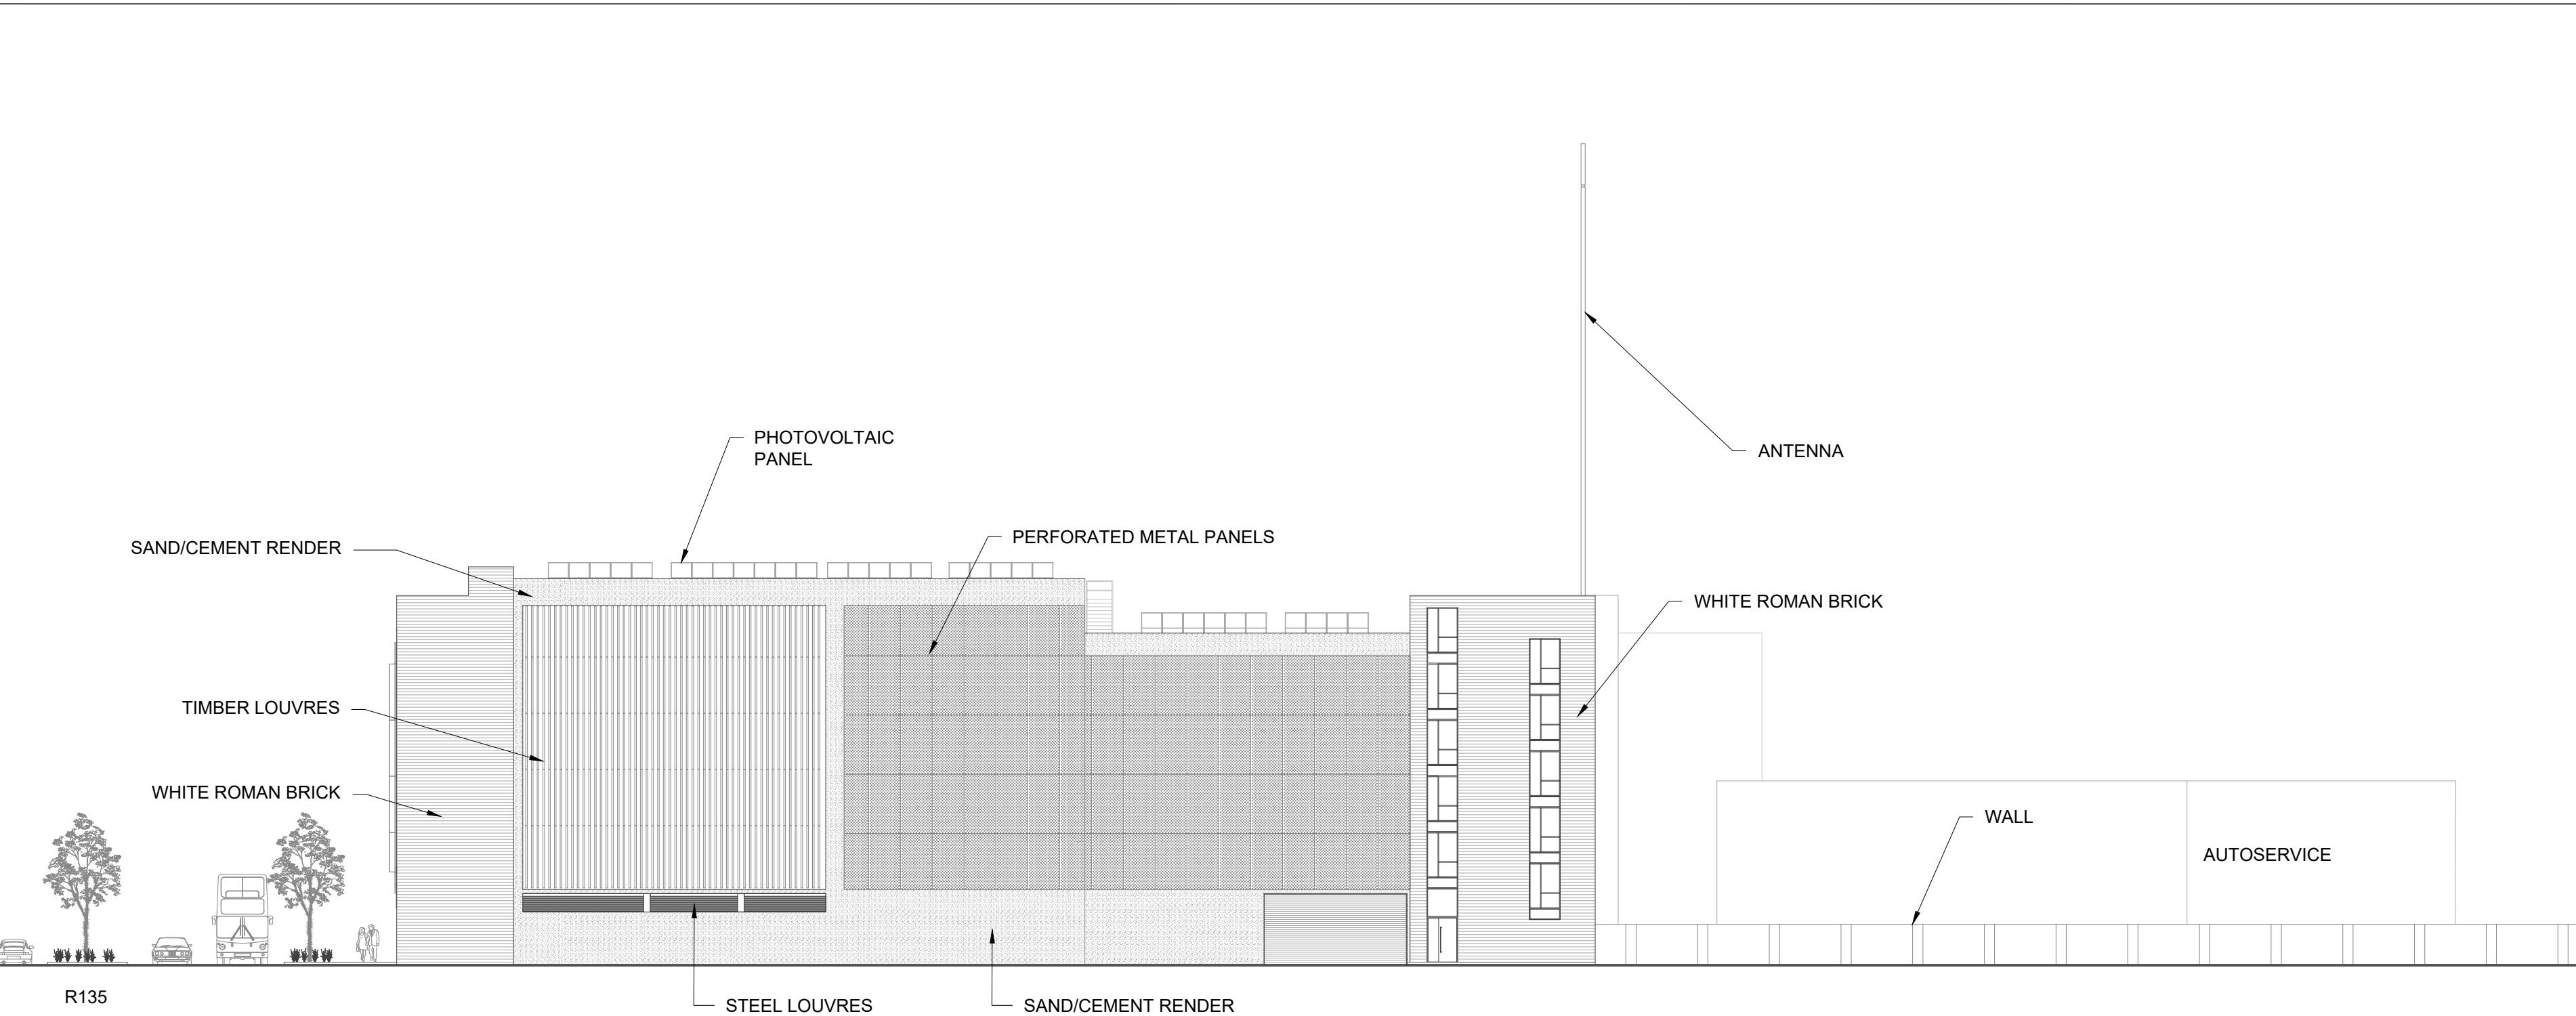 PHOTOVOLTAIC
PANEL
ANTENNA
SAND/CEMENT RENDER
PERFORATED METAL PANELS
WHITE ROMAN BRICK
TIMBER LOUVRES
WHITE ROMAN BRICK
WALL
AUTOSERVICE
R135
STEEL LOUVRES
SAND/CEMENT RENDER